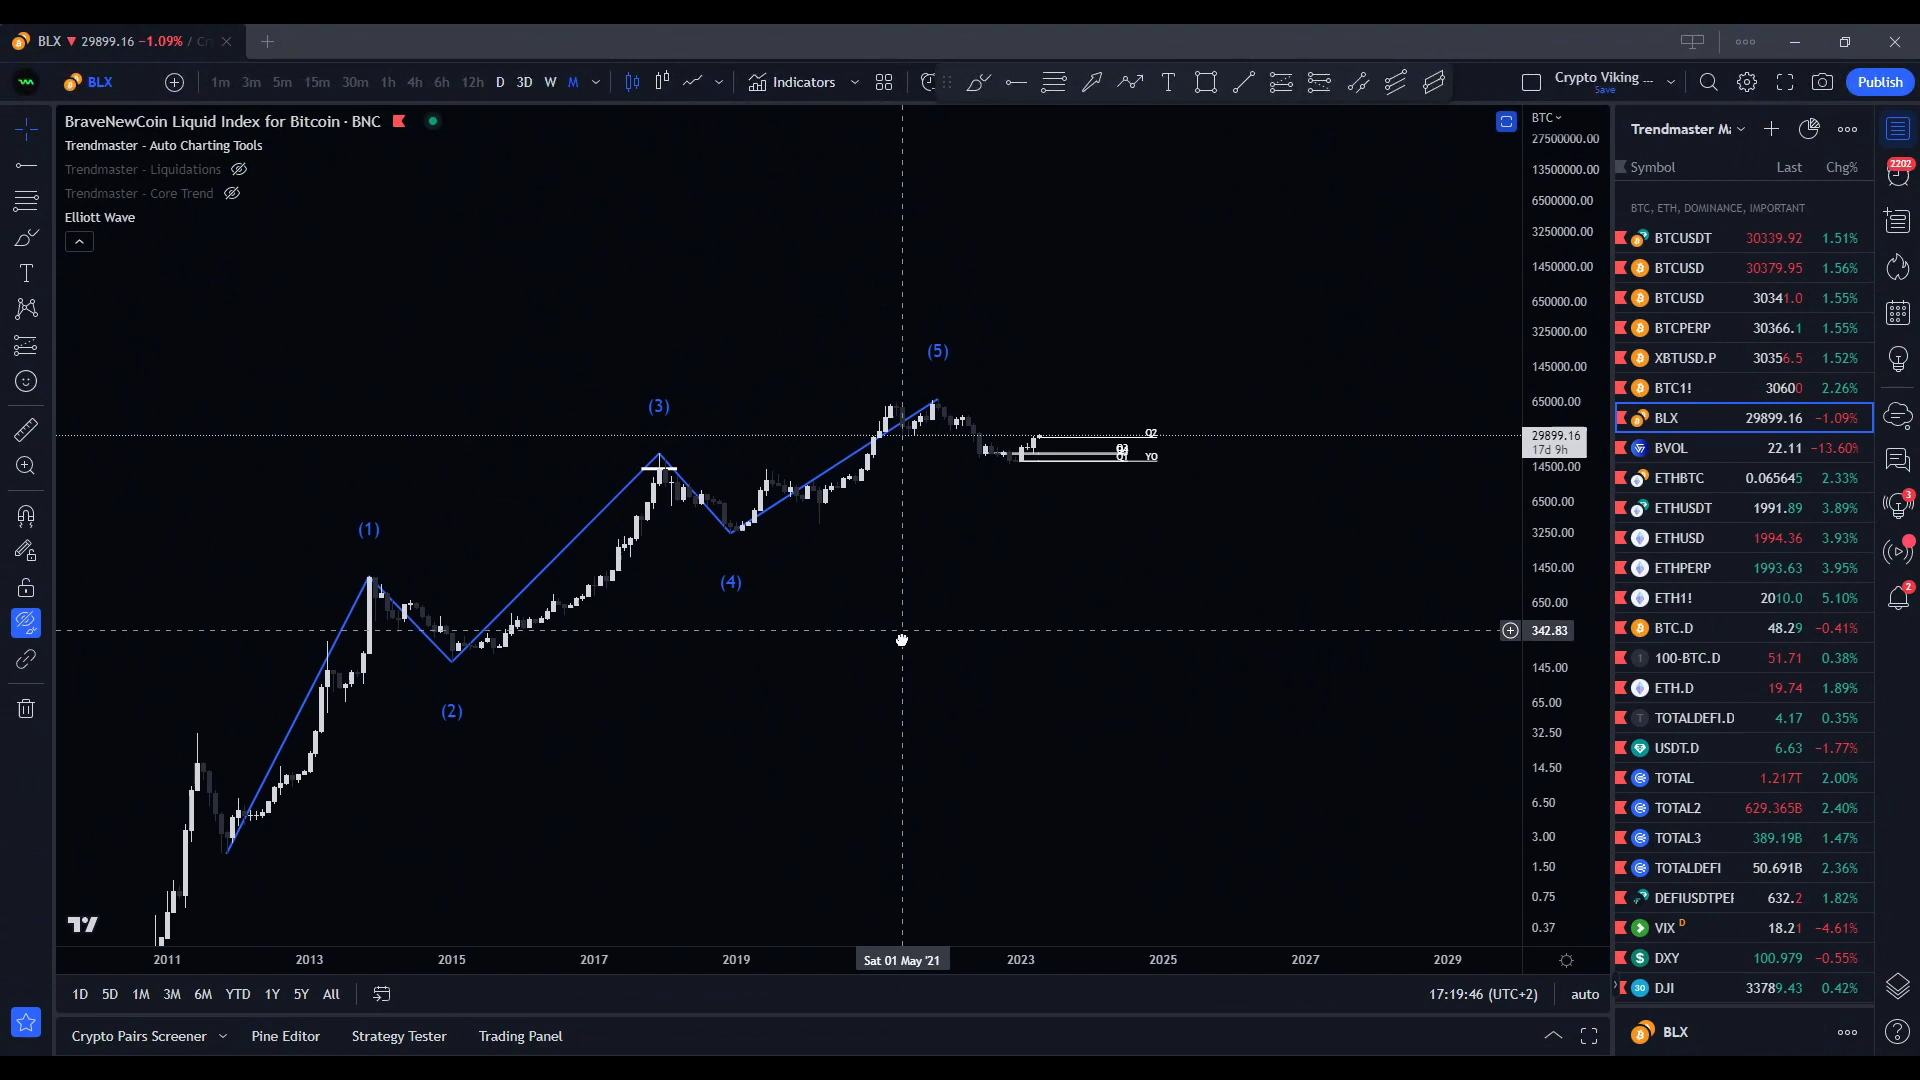 BLX 29899.16 −1.09% / Cr
BLX
1m 3m 5m 15m 30m 1h 4h 6h 12h D 3D W M
Indicators
Crypto Viking ...
Save
Publish
BraveNewCoin Liquid Index for Bitcoin · BNC
Trendmaster - Auto Charting Tools
Trendmaster - Liquidations
Trendmaster - Core Trend
Elliott Wave
(1)
(2)
(3)
(4)
(5)
Q2
Q1
YO
BTC
27500000.00
13500000.00
6500000.00
3250000.00
1450000.00
650000.00
325000.00
145000.00
65000.00
29899.16
17d 9h
14500.00
6500.00
3250.00
1450.00
650.00
342.83
145.00
65.00
32.50
14.50
6.50
3.00
1.50
0.75
0.37
2011 2013 2015 2017 2019 Sat 01 May '21 2023 2025 2027 2029
1D 5D 1M 3M 6M YTD 1Y 5Y All
17:19:46 (UTC+2) auto
Crypto Pairs Screener Pine Editor Strategy Tester Trading Panel
Trendmaster Ma
Symbol Last Chg%
BTC, ETH, DOMINANCE, IMPORTANT
BTCUSDT 30339.92 1.51%
BTCUSD 30379.95 1.56%
BTCUSD 30341.0 1.55%
BTCPERP 30366.1 1.55%
XBTUSD.P 30356.5 1.52%
BTC1! 30600 2.26%
BLX 29899.16 −1.09%
BVOL 22.11 −13.60%
ETHBTC 0.065645 2.33%
ETHUSDT 1991.89 3.89%
ETHUSD 1994.36 3.93%
ETHPERP 1993.63 3.95%
ETH1! 2010.0 5.10%
BTC.D 48.29 −0.41%
100-BTC.D 51.71 0.38%
ETH.D 19.74 1.89%
TOTALDEFI.D 4.17 0.35%
USDT.D 6.63 −1.77%
TOTAL 1.217T 2.00%
TOTAL2 629.365B 2.40%
TOTAL3 389.19B 1.47%
TOTALDEFI 50.691B 2.36%
DEFIUSDTPEF 632.2 1.82%
VIX D 18.21 −4.61%
DXY 100.979 −0.55%
30 DJI 33789.43 0.42%
BLX
2202
3
2